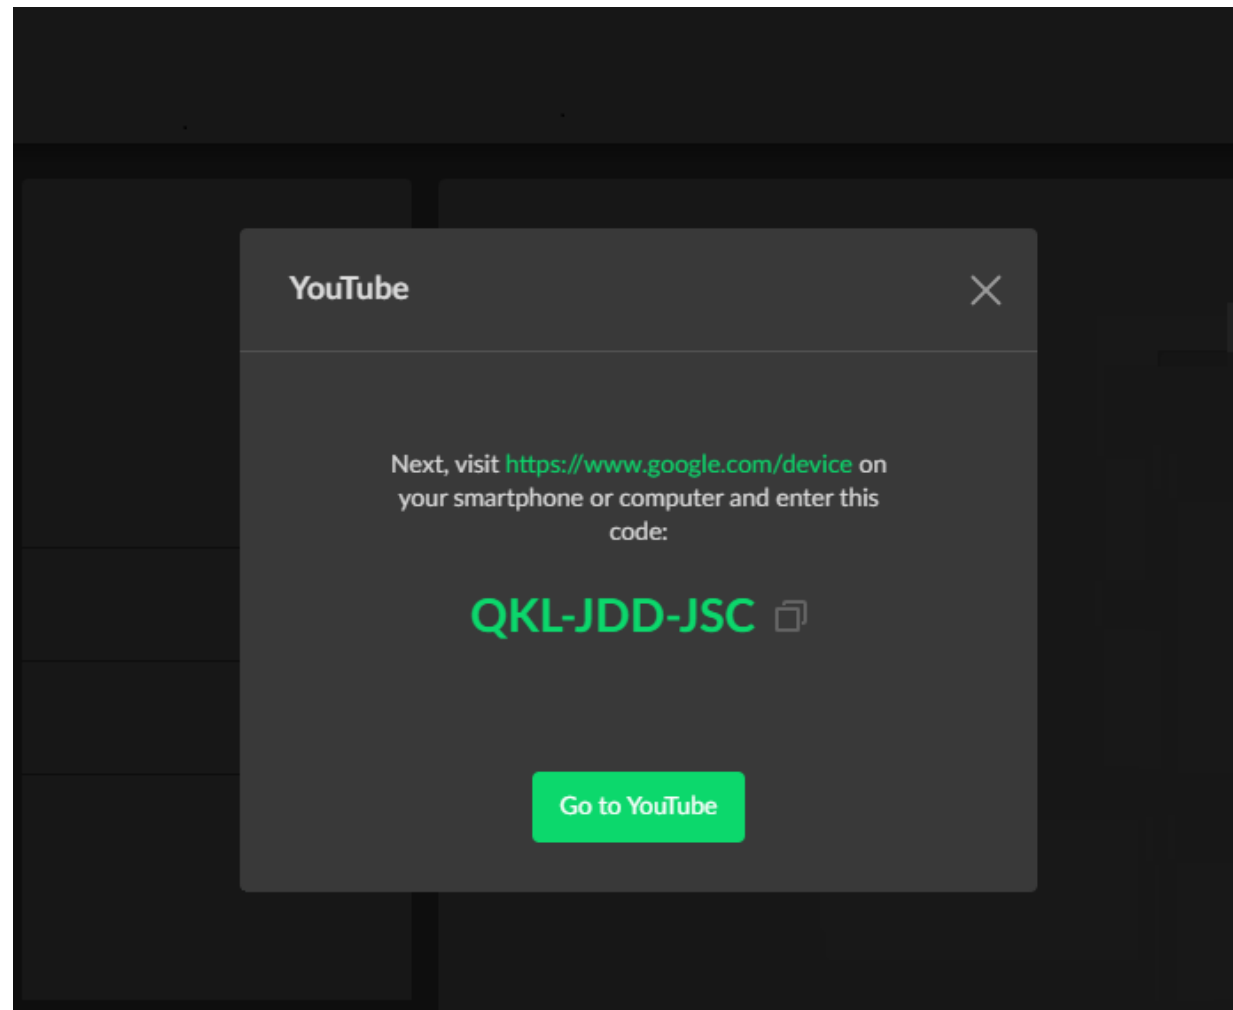 YouTube
Next, visit https://www.google.com/device on
your smartphone or computer and enter this
code:
QKL-JDD-JSC
Go to YouTube